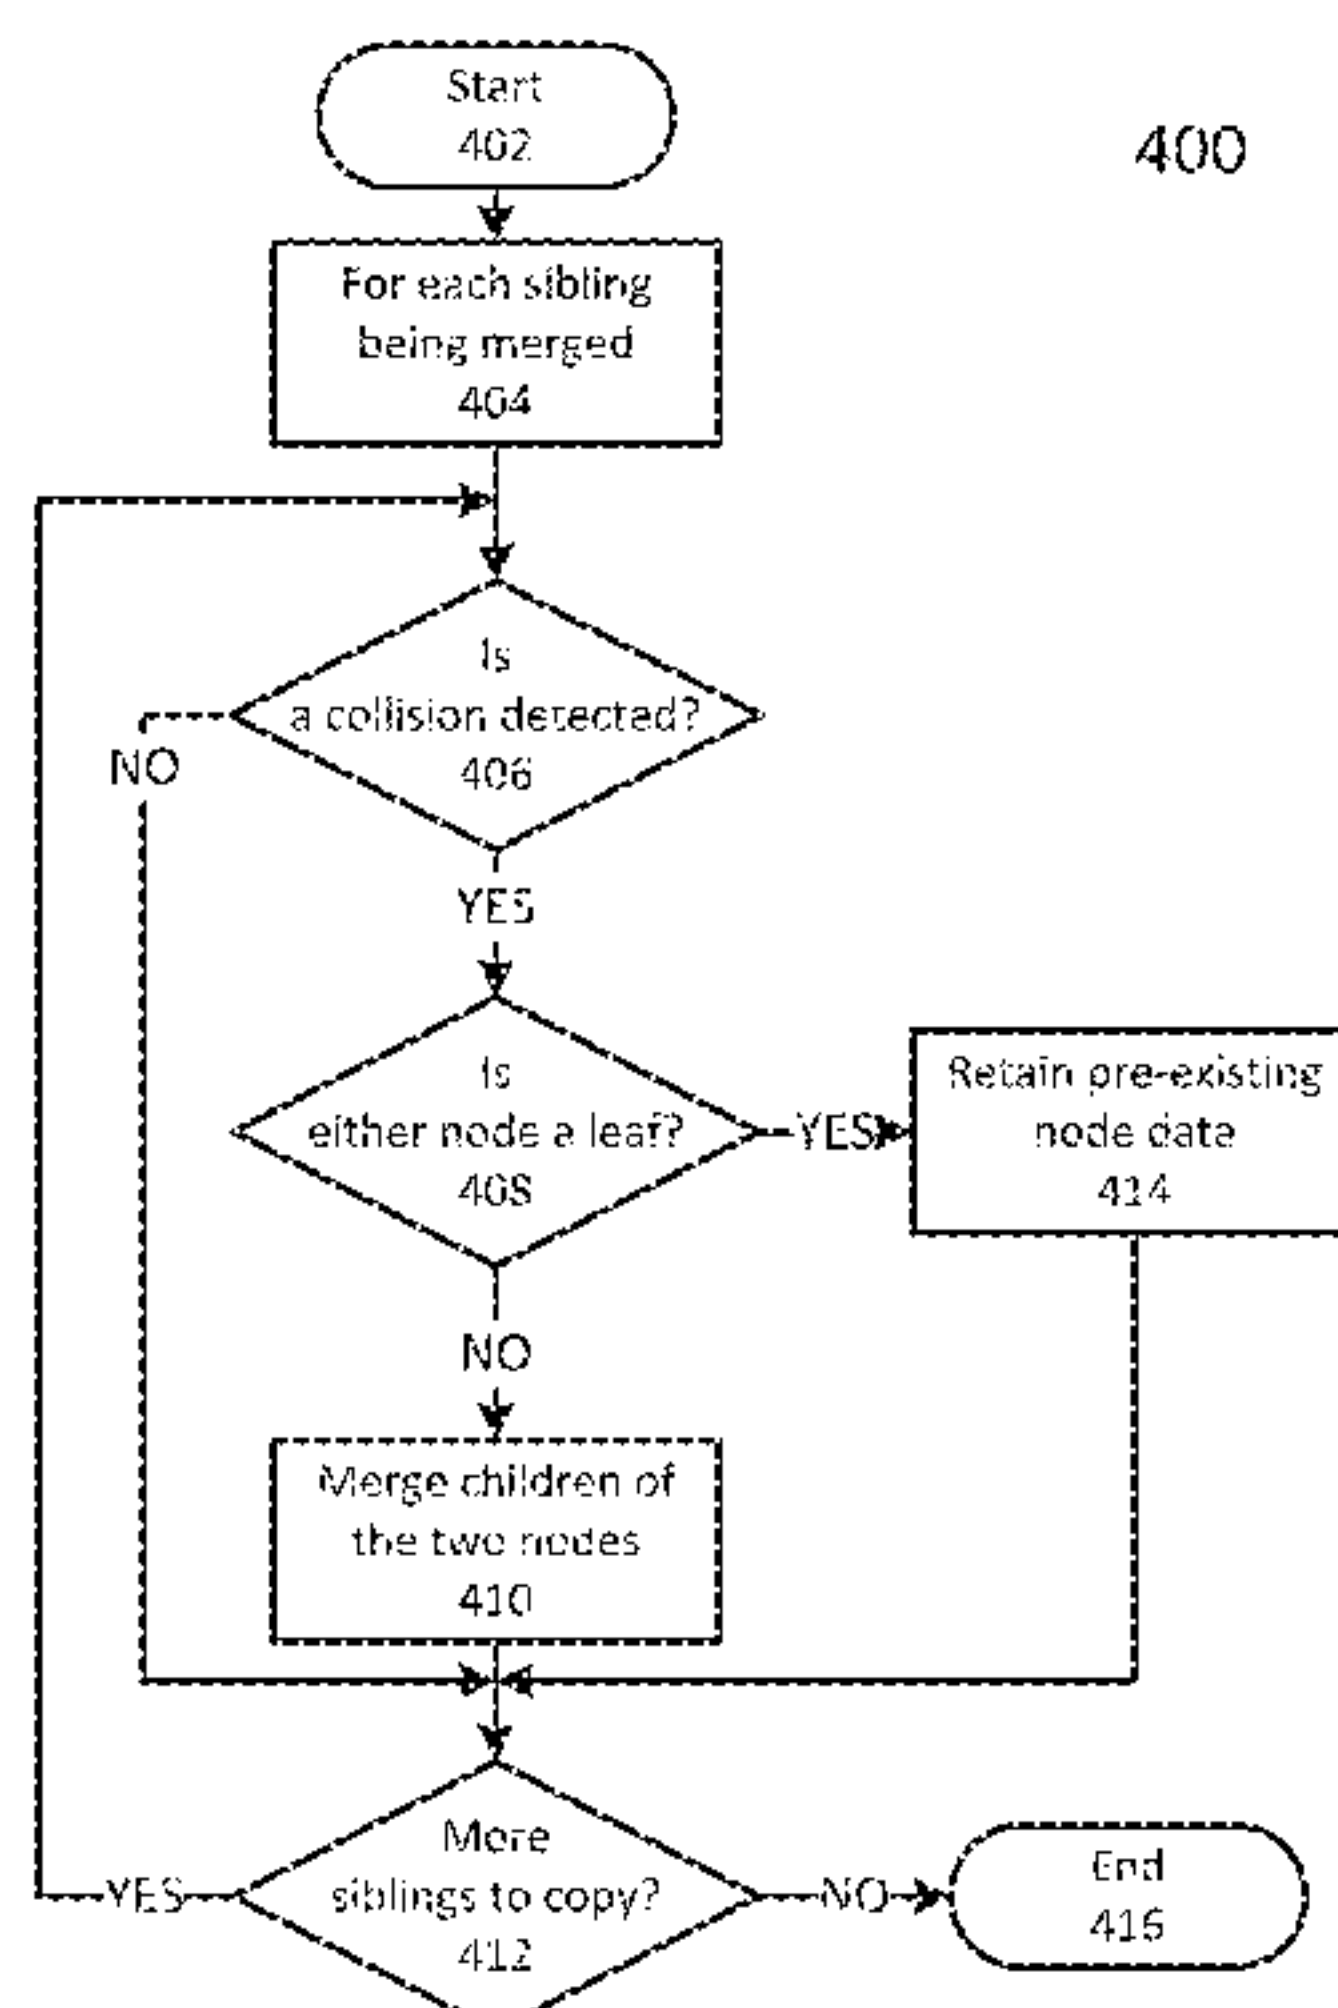 Start
402
400
For each sibling
being merged
404
Is
a collision detected?
406
NO
YES
Is
either node a leaf?
408
YES
Retain pre-existing
node data
414
NO
Merge children of
the two nodes
410
More
siblings to copy?
412
YES
NO
End
416